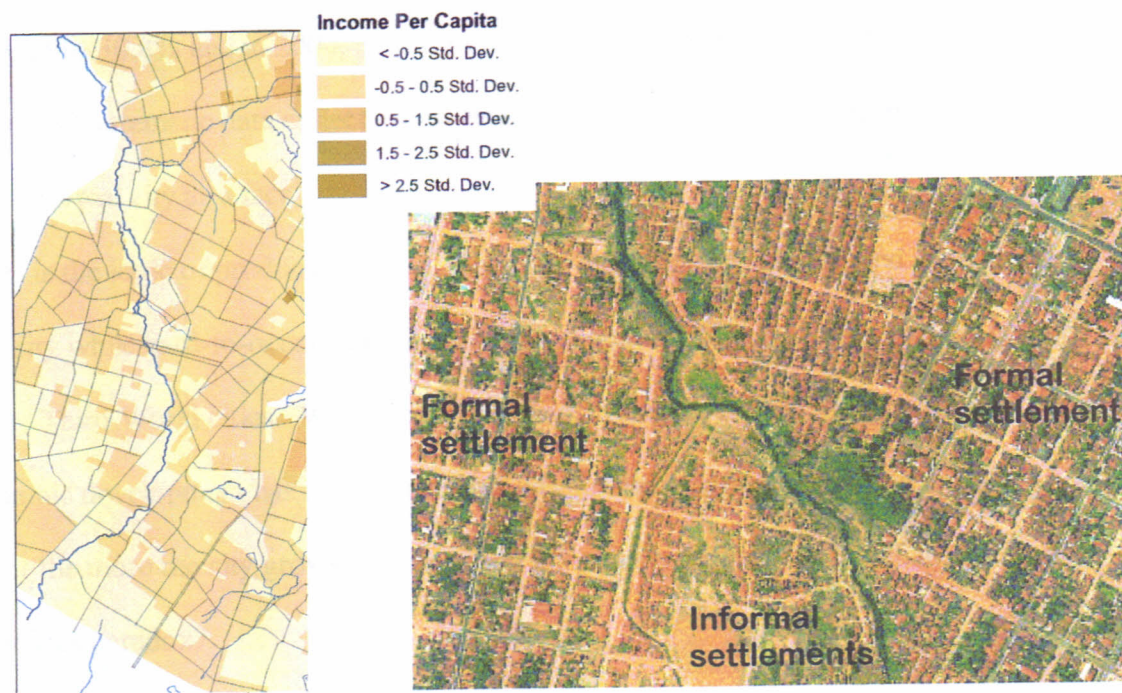 Income Per Capita
< -0.5 Std. Dev.
-0.5 - 0.5 Std. Dev.
0.5 - 1.5 Std. Dev.
1.5 - 2.5 Std. Dev.
> 2.5 Std. Dev.
Formal
settlement
Formal
settlement
Informal
settlements